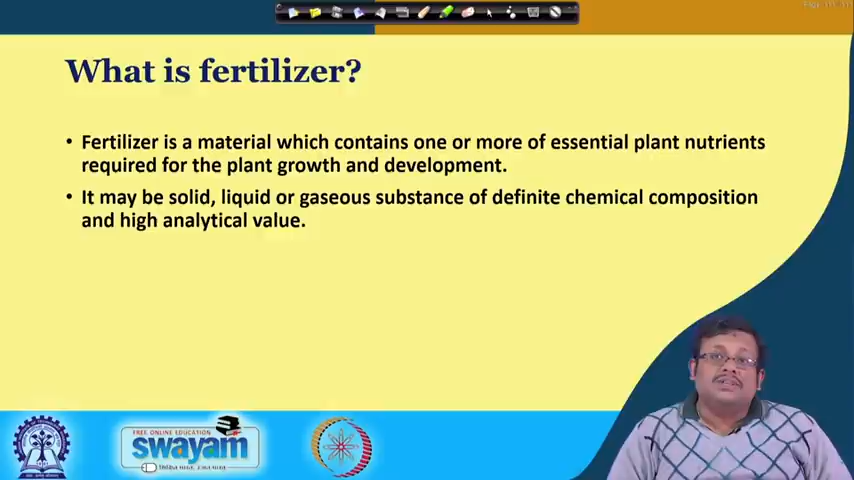 What is fertilizer?
• Fertilizer is a material which contains one or more of essential plant nutrients
required for the plant growth and development.
• It may be solid, liquid or gaseous substance of definite chemical composition
and high analytical value.
FREE ONLINE EDUCATION
swayam